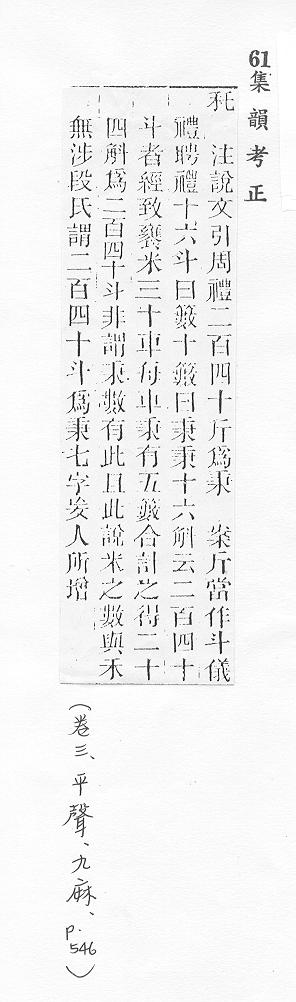 61集韻考正
秅　注說文引周禮二百四十斤爲秉　案斤當作斗儀
禮聘禮十六斗曰籔十籔曰秉秉十六斛云二百四十
斗者經致饔米三十車每車秉有五籔合計之得二十
四斛爲二百四十斗非謂秉數有此且此說米之數與禾
無涉段氏謂二百四十斗爲秉七字妄人所增
(卷三、平聲、九麻、p.546)